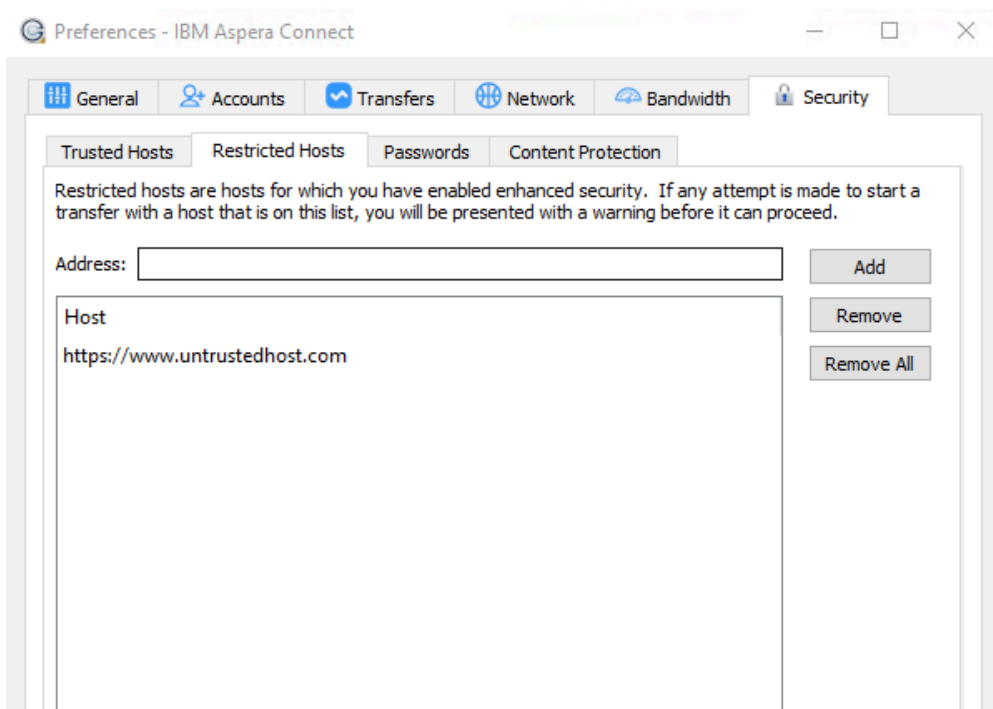 Preferences - IBM Aspera Connect
General Accounts Transfers Network Bandwidth Security
Trusted Hosts Restricted Hosts Passwords Content Protection
Restricted hosts are hosts for which you have enabled enhanced security.  If any attempt is made to start a
transfer with a host that is on this list, you will be presented with a warning before it can proceed.
Address: Add
Host Remove
https://www.untrustedhost.com Remove All